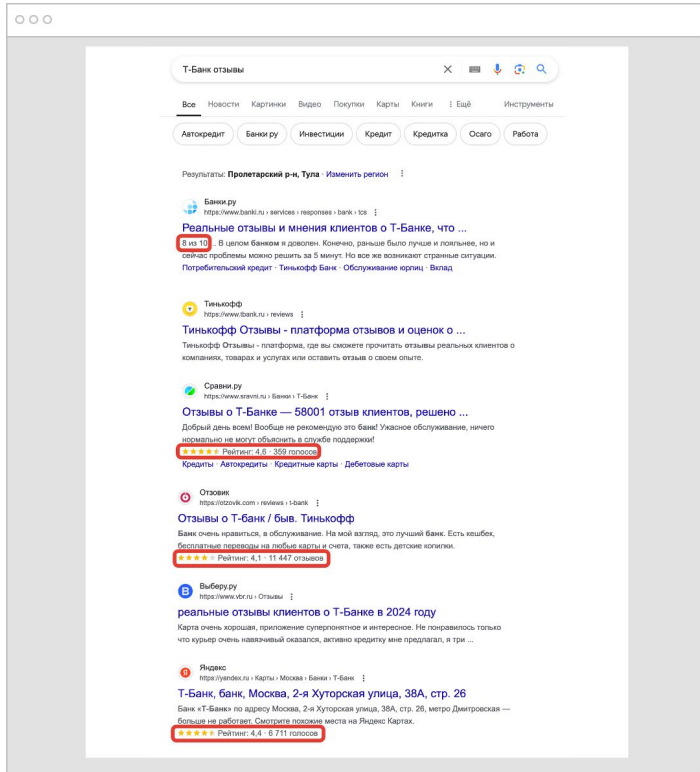 Т-Банк отзывы
Все Новости Картинки Видео Покупки Карты Книги ⋮ Ещё Инструменты
Автокредит Банки ру Инвестиции Кредит Кредитка Осаго Работа
Результаты: Пролетарский р-н, Тула · Изменить регион ⋮
Банки.ру
https://www.banki.ru › services › responses › bank › tcs ⋮
Реальные отзывы и мнения клиентов о Т-Банке, что ...
8 из 10 .. В целом банком я доволен. Конечно, раньше было лучше и лояльнее, но и
сейчас проблемы можно решить за 5 минут. Но все же возникают странные ситуации.
Потребительский кредит · Тинькофф Банк · Обслуживание юрлиц · Вклад
Тинькофф
https://www.tbank.ru › reviews ⋮
Тинькофф Отзывы - платформа отзывов и оценок о ...
Тинькофф Отзывы - платформа, где вы сможете прочитать отзывы реальных клиентов о
компаниях, товарах и услугах или оставить отзыв о своем опыте.
Сравни.ру
https://www.sravni.ru › Банки › Т-Банк ⋮
Отзывы о Т-Банке — 58001 отзыв клиентов, решено ...
Добрый день всем! Вообще не рекомендую это банк! Ужасное обслуживание, ничего
нормально не могут объяснить в службе поддержки!
Рейтинг: 4,6 · 359 голосов
Кредиты · Автокредиты · Кредитные карты · Дебетовые карты
Отзовик
https://otzovik.com › reviews › t-bank ⋮
Отзывы о Т-банк / быв. Тинькофф
Банк очень нравиться, в обслуживание. На мой взгляд, это лучший банк. Есть кешбек,
бесплатные переводы на любые карты и счета, также есть детские копилки.
Рейтинг: 4,1 · 11 447 отзывов
В
Выберу.ру
https://www.vbr.ru › Отзывы ⋮
реальные отзывы клиентов о Т-Банке в 2024 году
Карта очень хорошая, приложение суперпонятное и интересное. Не понравилось только
что курьер очень навязчивый оказался, активно кредитку мне предлагал, я три ...
Я
Яндекс
https://yandex.ru › Карты › Москва › Банки › Т-Банк ⋮
Т-Банк, банк, Москва, 2-я Хуторская улица, 38А, стр. 26
Банк «Т-Банк» по адресу Москва, 2-я Хуторская улица, 38А, стр. 26, метро Дмитровская —
больше не работает. Смотрите похожие места на Яндекс Картах.
Рейтинг: 4,4 · 6 711 голосов